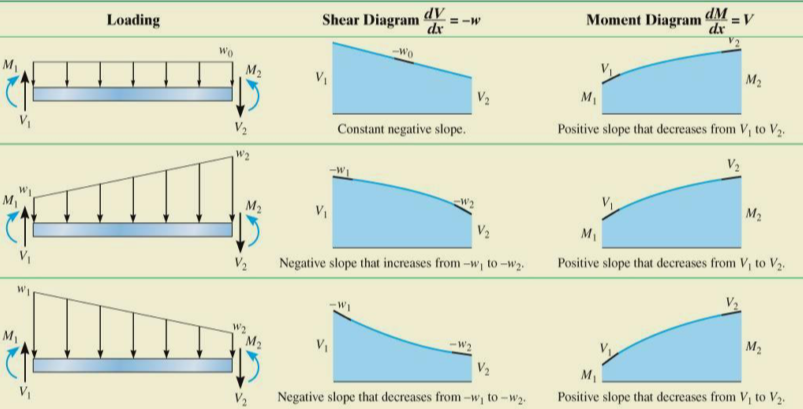 Loading
Shear Diagram dV/dx = -w
Moment Diagram dM/dx = V
M₁
V₁
w₀
M₂
V₂
V₁
-w₀
V₂
Constant negative slope.
M₁
V₁
V₂
M₂
Positive slope that decreases from V₁ to V₂.
M₁
w₁
V₁
w₂
M₂
V₂
-w₁
V₁
-w₂
V₂
Negative slope that increases from -w₁ to -w₂.
M₁
V₁
V₂
M₂
Positive slope that decreases from V₁ to V₂.
w₁
M₁
V₁
w₂
M₂
V₂
-w₁
V₁
-w₂
V₂
Negative slope that decreases from -w₁ to -w₂.
M₁
V₁
V₂
M₂
Positive slope that decreases from V₁ to V₂.